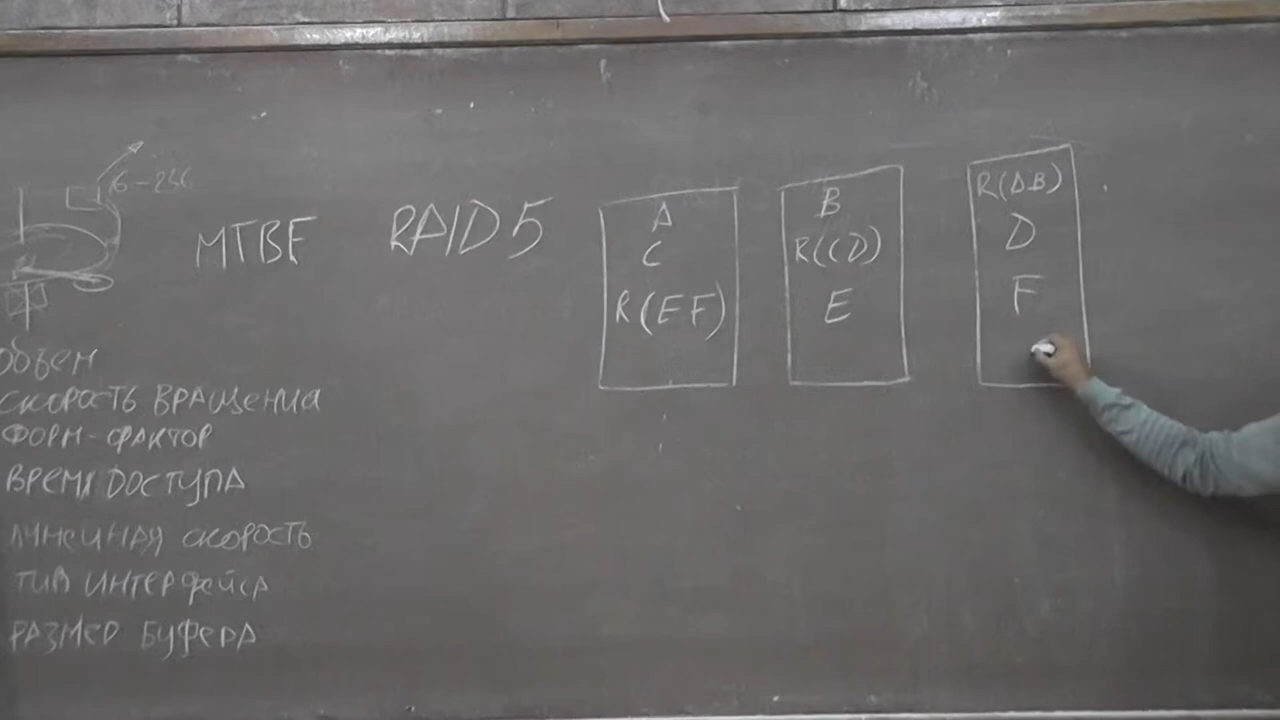 16-256
MTBF
RAID 5
A
C
R(EF)
B
R(CD)
E
R(AB)
D
F
Объем
скорость вращения
форм-фактор
время доступа
линейная скорость
тип интерфейса
размер буфера